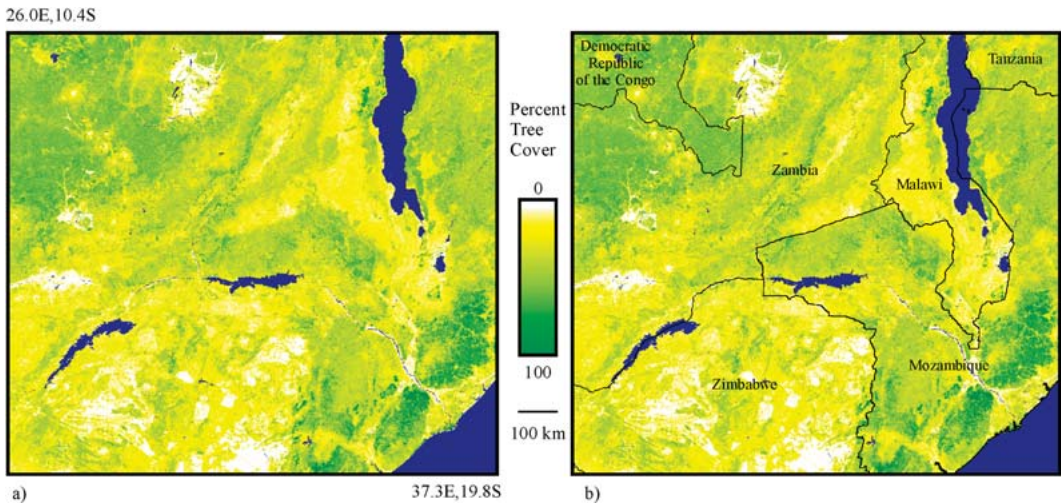 26.0E,10.4S
Percent
Tree
Cover
0
100
100 km
a)
37.3E,19.8S
Democratic
Republic
of the Congo
Tanzania
Zambia
Malawi
Mozambique
Zimbabwe
b)